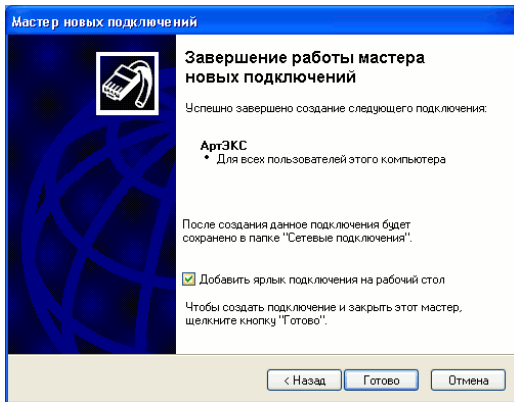 Мастер новых подключений
Завершение работы мастера
новых подключений
Успешно завершено создание следующего подключения:
АртЭКС
• Для всех пользователей этого компьютера
После создания данное подключения будет
сохранено в папке "Сетевые подключения".
Добавить ярлык подключения на рабочий стол
Чтобы создать подключение и закрыть этот мастер,
щелкните кнопку "Готово".
< Назад Готово Отмена